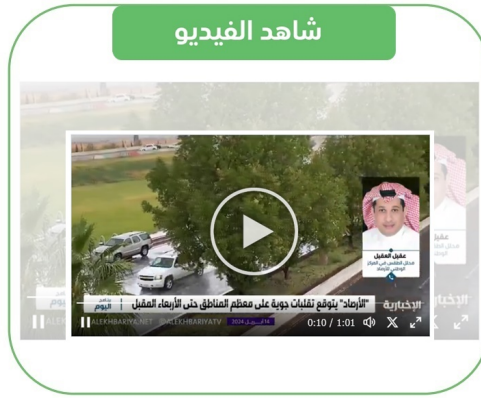 شاهد الفيديو
عقيل العقيل
محلل الطقس في المركز
الوطني للأرصاد
برنامج
اليوم
"الأرصاد" يتوقع تقلبات جوية على معظم المناطق حتى الأربعاء المقبل
الإخبارية
ALEKHBARIYA.NET @ALEKHBARIYATV
0:10 / 1:01